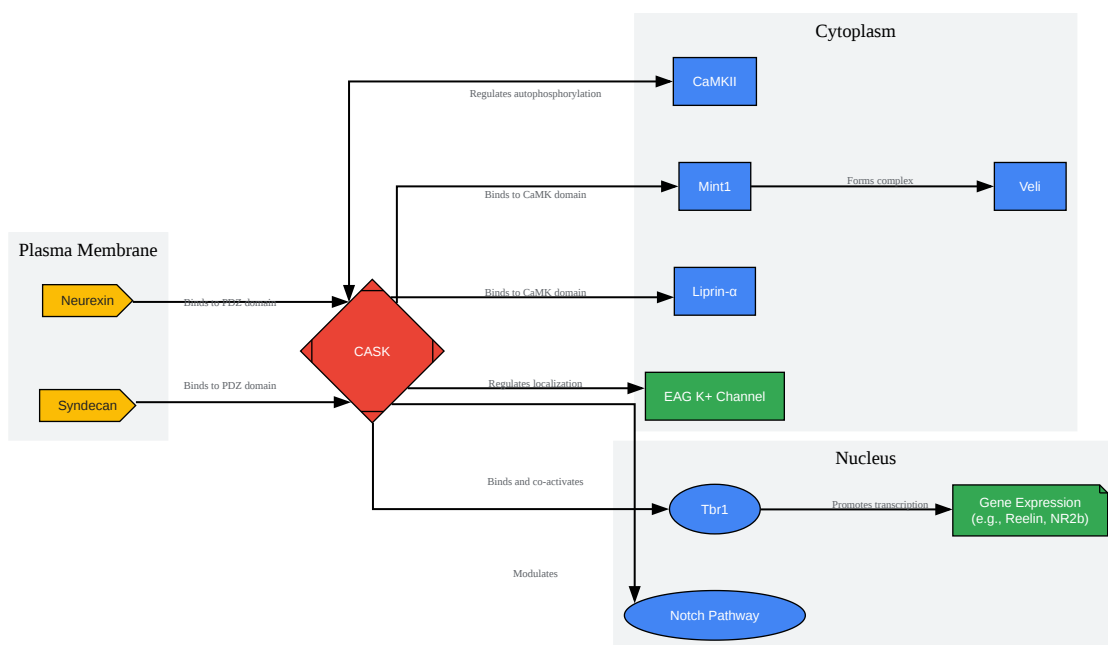 Cytoplasm
CaMKII
Regulates autophosphorylation
Mint1
Forms complex
Veli
Binds to CaMK domain
Plasma Membrane
Neurexin
Binds to PDZ domain
Binds to CaMK domain
Liprin-α
CASK
Syndecan
Binds to PDZ domain
Regulates localization
EAG K+ Channel
Nucleus
Binds and co-activates
Tbr1
Promotes transcription
Gene Expression
(e.g., Reelin, NR2b)
Modulates
Notch Pathway